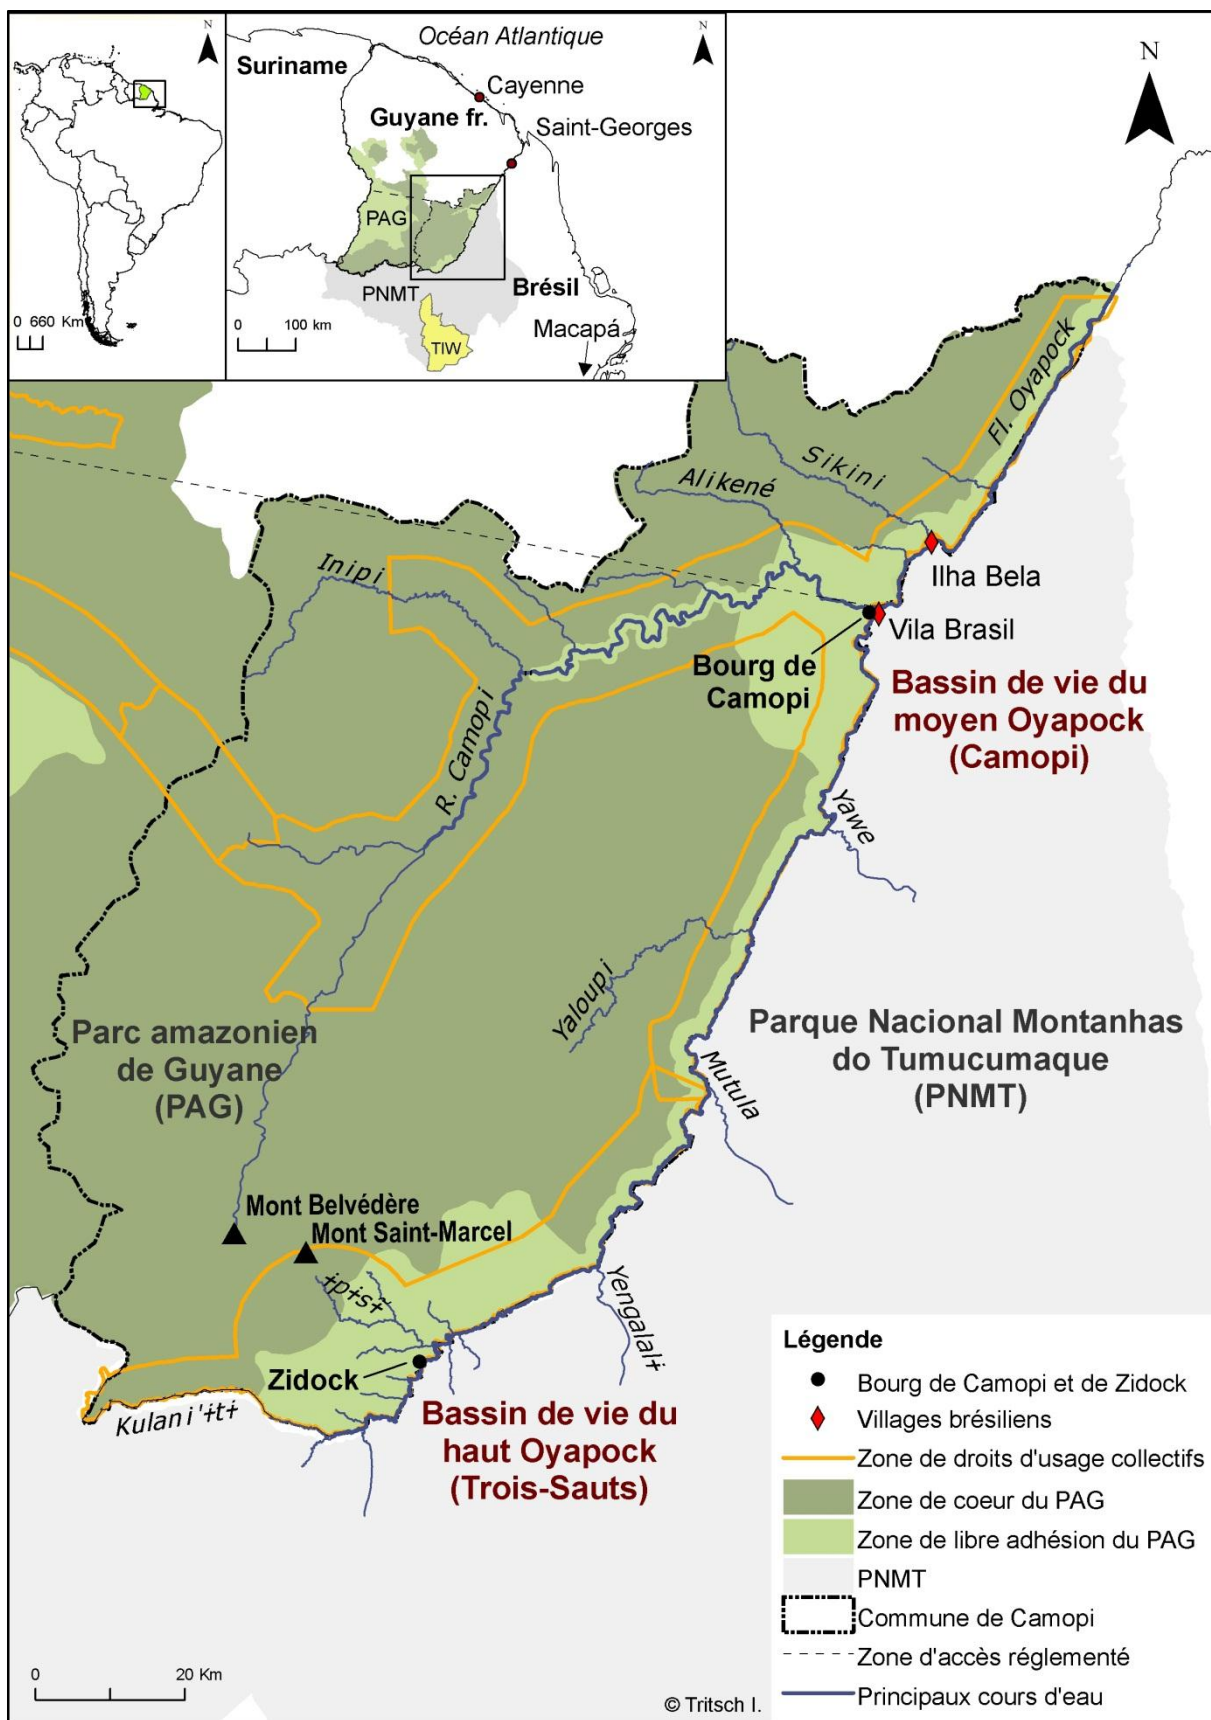 N
0 660 Km
N
Océan Atlantique
Suriname
Cayenne
Guyane fr.
Saint-Georges
PAG
PNMT
Brésil
0 100 km
TIW
Macapá
N
Fl. Oyapock
Sikini
Alikené
Inipi
Ilha Bela
Vila Brasil
Bourg de
Camopi
Bassin de vie du
moyen Oyapock
(Camopi)
R. Camopi
Yawe
Yaloupi
Parc amazonien
de Guyane
(PAG)
Parque Nacional Montanhas
do Tumucumaque
(PNMT)
Mutula
Mont Belvédère
Mont Saint-Marcel
ɨpɨsɨ̃
Yengalalɨ
Zidock
Kulani'ɨtɨ
Bassin de vie du
haut Oyapock
(Trois-Sauts)
Légende
Bourg de Camopi et de Zidock
Villages brésiliens
Zone de droits d'usage collectifs
Zone de coeur du PAG
Zone de libre adhésion du PAG
PNMT
Commune de Camopi
Zone d'accès réglementé
Principaux cours d'eau
0 20 Km
© Tritsch I.